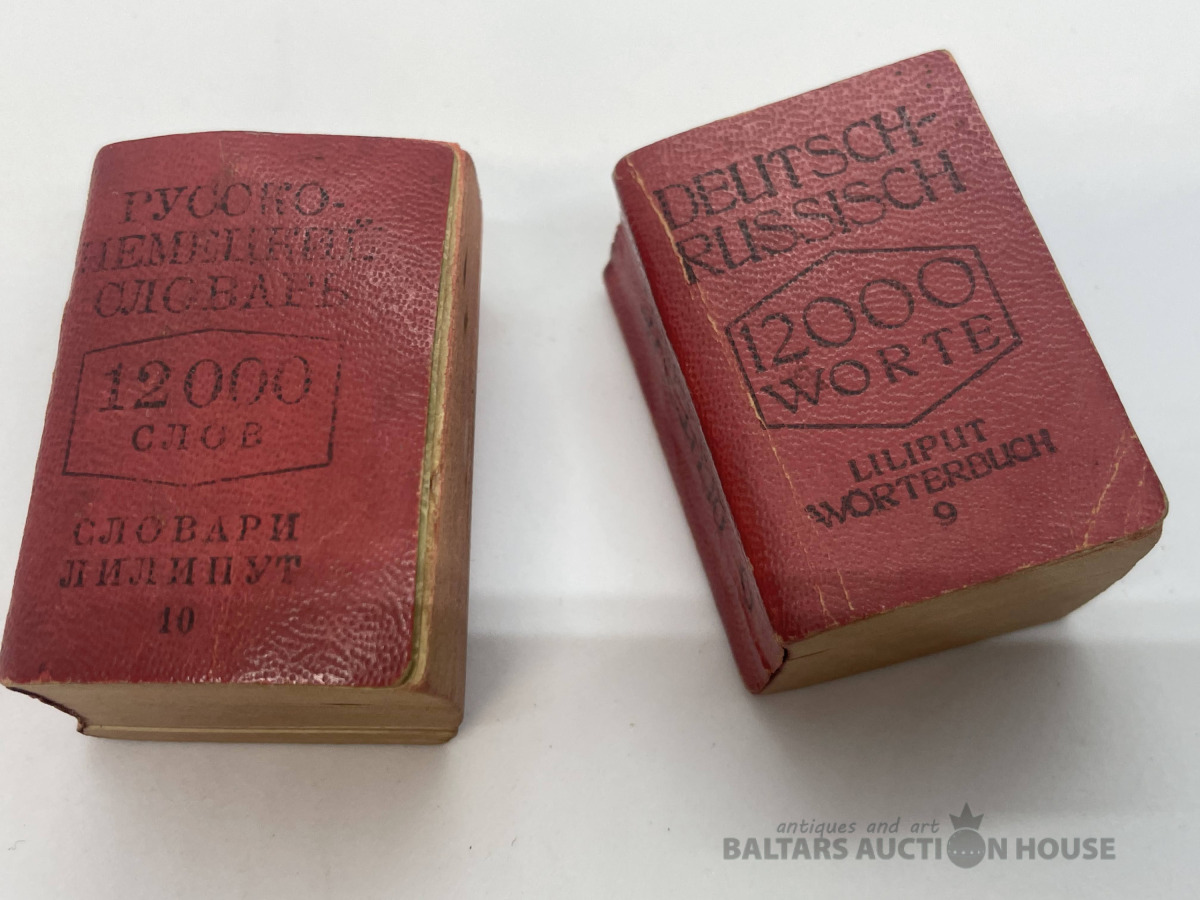 РУССКО-
НЕМЕЦКИЙ
СЛОВАРЬ
12000
СЛОВ
СЛОВАРИ
ЛИЛИПУТ
10
DEUTSCH-
RUSSISCH
12000
WORTE
LILIPUT
WÖRTERBUCH
9
antiques and art
BALTARS AUCTION HOUSE